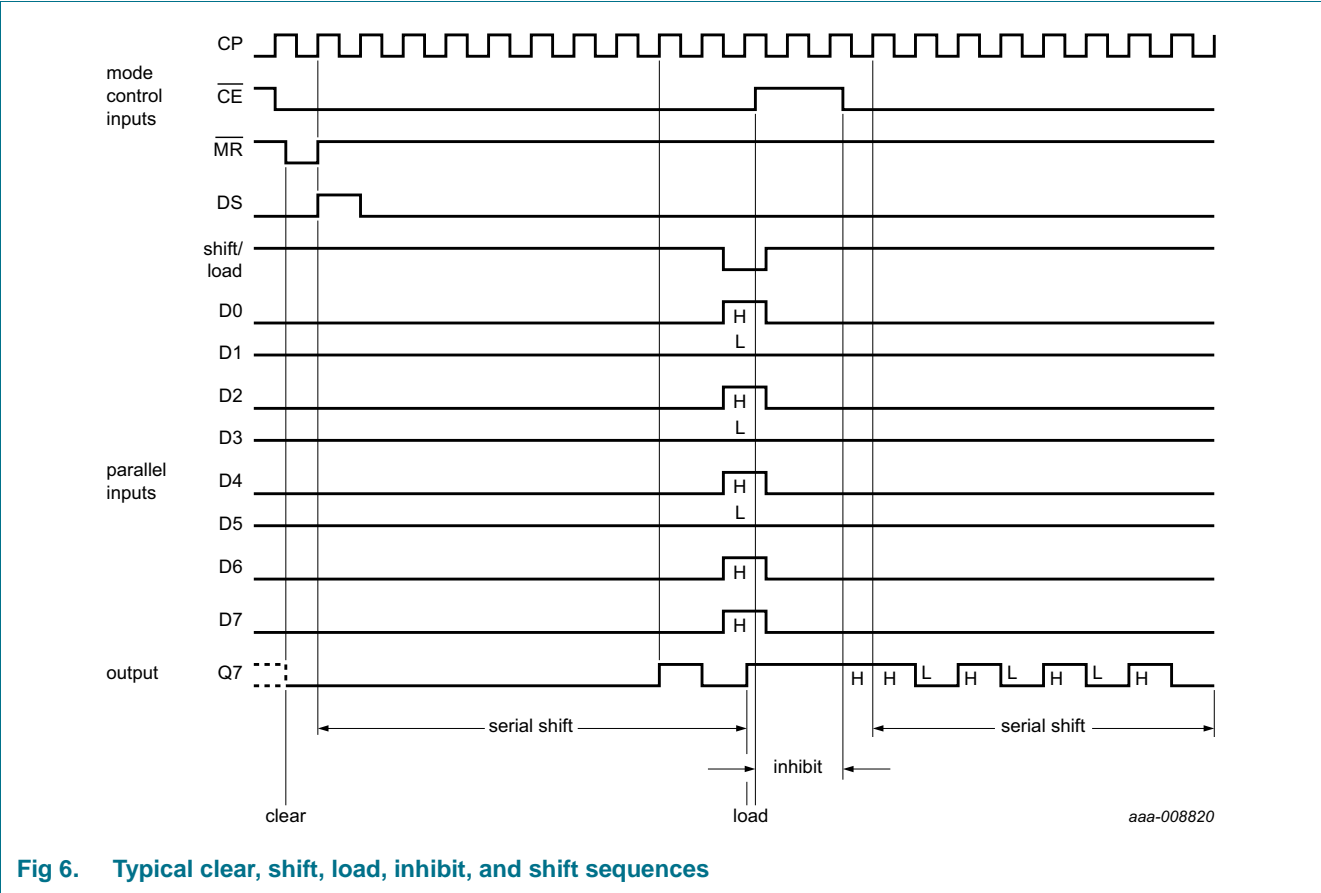 CP
mode
control
inputs
CE
MR
DS
shift/
load
D0
H
L
D1
D2
H
L
D3
parallel
inputs
D4
H
L
D5
D6
H
D7
H
output
Q7
H H L H L H L H
serial shift
serial shift
inhibit
clear
load
aaa-008820
Fig 6. Typical clear, shift, load, inhibit, and shift sequences